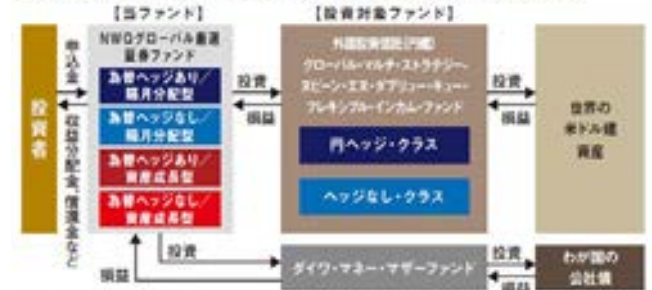 【当ファンド】
【投資対象ファンド】
投資者
申込金
収益分配金、償還金など
NWQグローバル厳選
証券ファンド
為替ヘッジあり／
隔月分配型
為替ヘッジなし／
隔月分配型
為替ヘッジあり／
資産成長型
為替ヘッジなし／
資産成長型
投資
損益
外国投資信託(円建)
グローバル・マルチ・ストラテジー-
ヌビーン・エヌ・ダブリュー・キュー・
フレキシブル・インカム・ファンド
円ヘッジ・クラス
ヘッジなし・クラス
投資
損益
世界の
米ドル建
資産
投資
損益
ダイワ・マネー・マザーファンド
投資
損益
わが国の
公社債